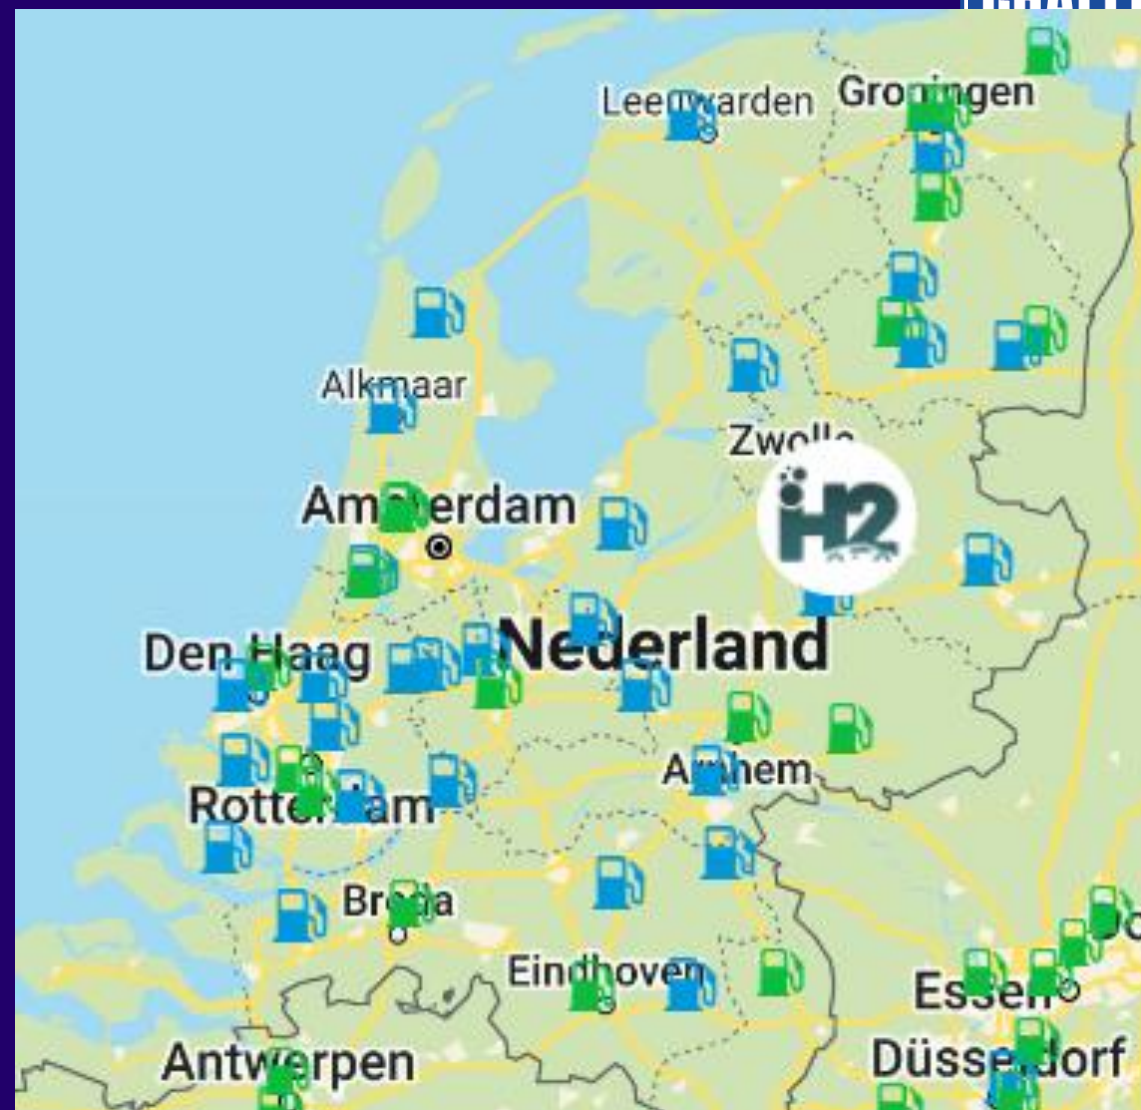 Leeuwarden
Groningen
Alkmaar
Zwolle
Amsterdam
H2
Den Haag
Nederland
Arnhem
Rotterdam
Breda
Eindhoven
Essen
Antwerpen
Düsseldorf